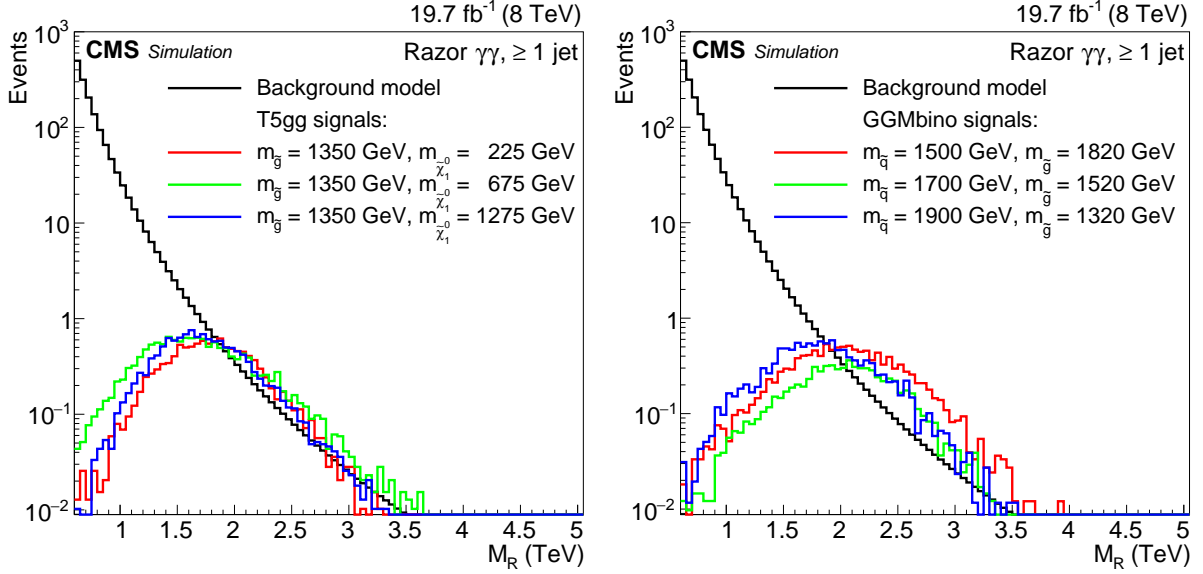 19.7 fb⁻¹ (8 TeV)
CMS Simulation
Razor γγ, ≥ 1 jet
Background model
T5gg signals:
m_g̃ = 1350 GeV, m_χ̃₁⁰ = 225 GeV
m_g̃ = 1350 GeV, m_χ̃₁⁰ = 675 GeV
m_g̃ = 1350 GeV, m_χ̃₁⁰ = 1275 GeV
Events
10³
10²
10
1
10⁻¹
10⁻²
1 1.5 2 2.5 3 3.5 4 4.5 5
M_R (TeV)
19.7 fb⁻¹ (8 TeV)
CMS Simulation
Razor γγ, ≥ 1 jet
Background model
GGMbino signals:
m_q̃ = 1500 GeV, m_g̃ = 1820 GeV
m_q̃ = 1700 GeV, m_g̃ = 1520 GeV
m_q̃ = 1900 GeV, m_g̃ = 1320 GeV
Events
10³
10²
10
1
10⁻¹
10⁻²
1 1.5 2 2.5 3 3.5 4 4.5 5
M_R (TeV)